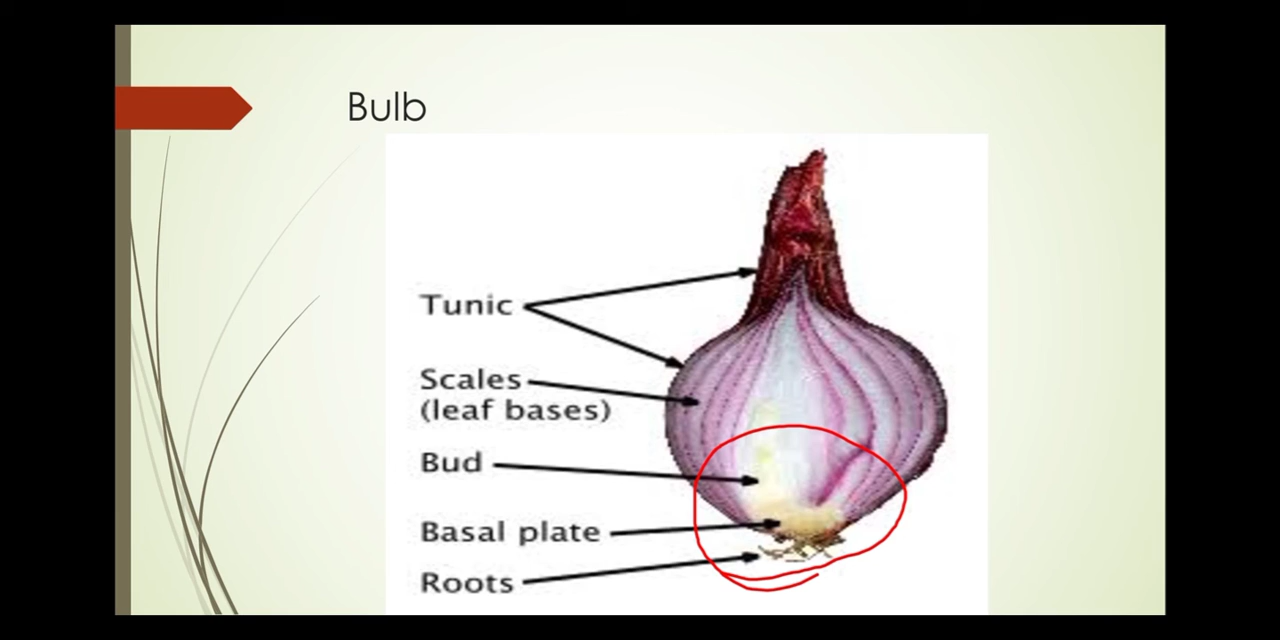 Bulb
Tunic
Scales
(leaf bases)
Bud
Basal plate
Roots